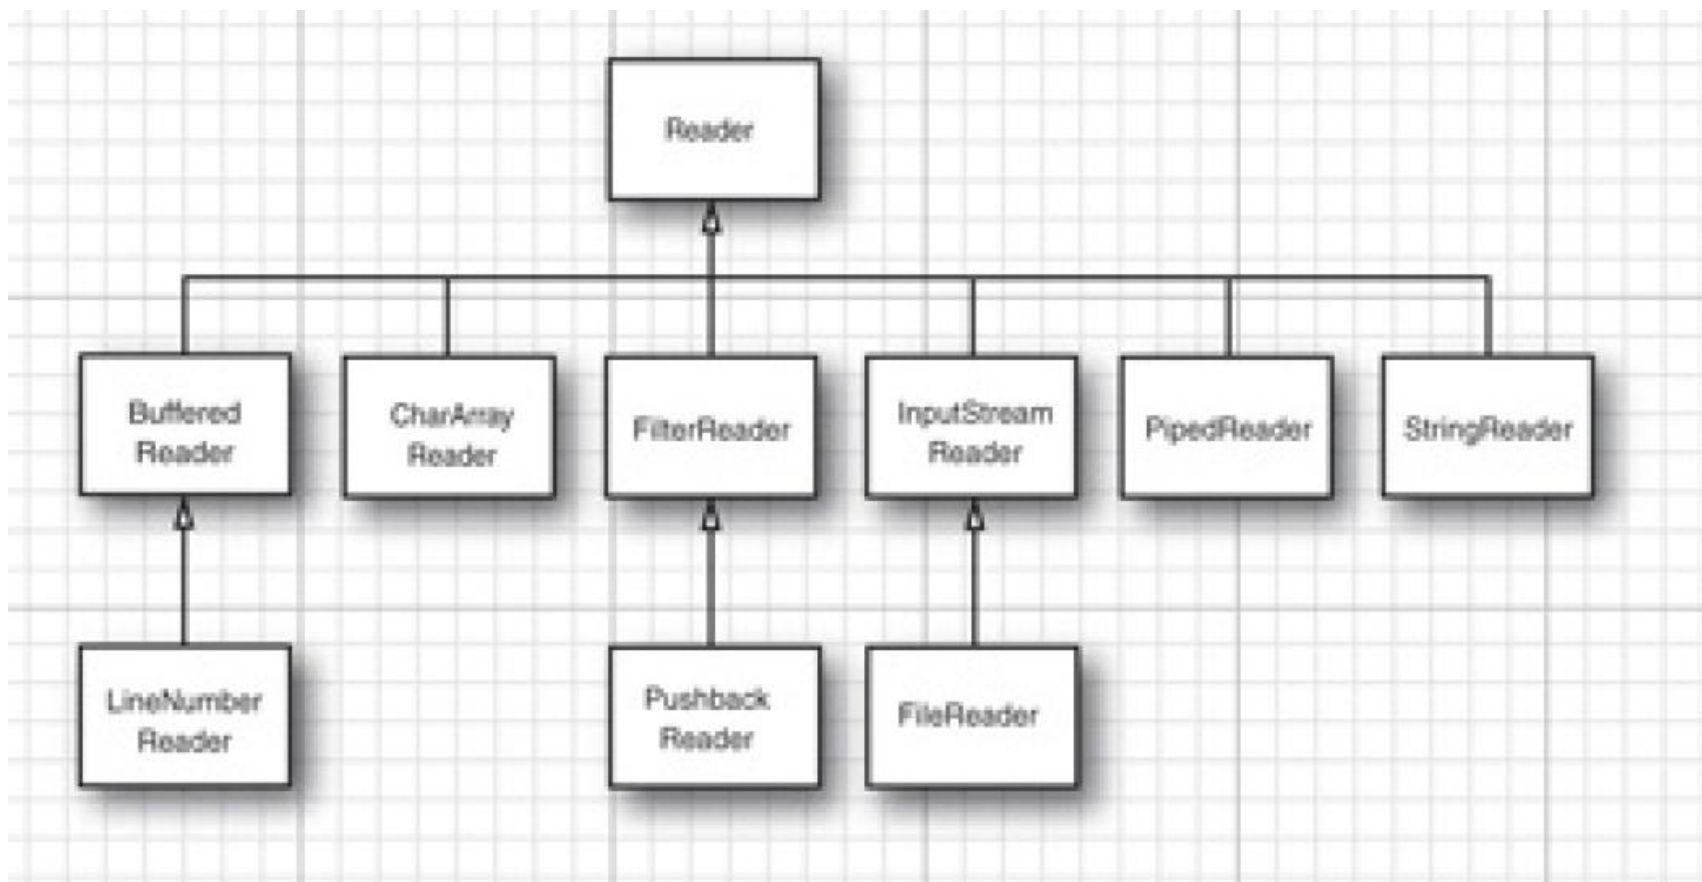 Reader
Buffered
Reader
CharArray
Reader
FilterReader
InputStream
Reader
PipedReader
StringReader
LineNumber
Reader
Pushback
Reader
FileReader